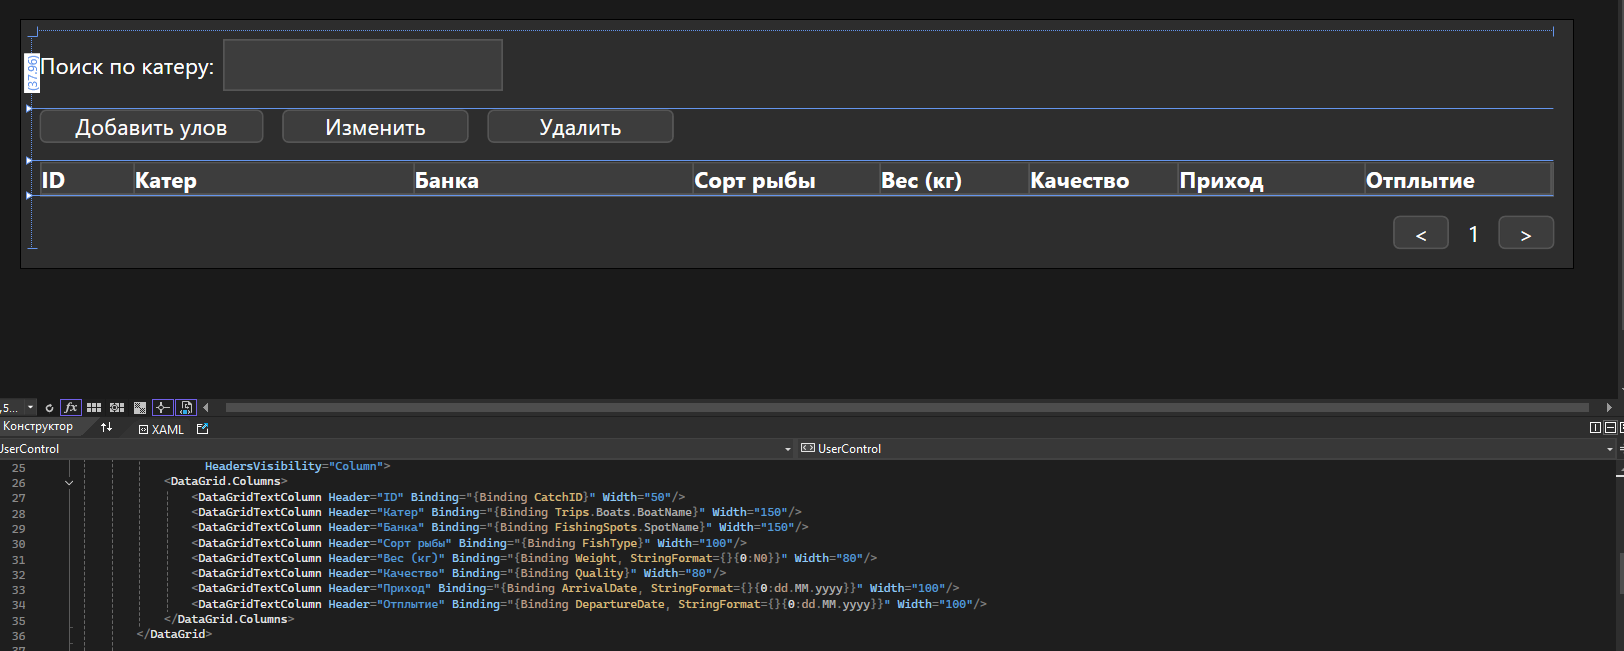 (37.96)
Поиск по катеру:
Добавить улов Изменить Удалить
ID Катер Банка Сорт рыбы Вес (кг) Качество Приход Отплытие
< 1 >
,5... fx
Конструктор XAML
UserControl UserControl
25 HeadersVisibility="Column">
26 <DataGrid.Columns>
27 <DataGridTextColumn Header="ID" Binding="{Binding CatchID}" Width="50"/>
28 <DataGridTextColumn Header="Катер" Binding="{Binding Trips.Boats.BoatName}" Width="150"/>
29 <DataGridTextColumn Header="Банка" Binding="{Binding FishingSpots.SpotName}" Width="150"/>
30 <DataGridTextColumn Header="Сорт рыбы" Binding="{Binding FishType}" Width="100"/>
31 <DataGridTextColumn Header="Вес (кг)" Binding="{Binding Weight, StringFormat={}{0:N0}}" Width="80"/>
32 <DataGridTextColumn Header="Качество" Binding="{Binding Quality}" Width="80"/>
33 <DataGridTextColumn Header="Приход" Binding="{Binding ArrivalDate, StringFormat={}{0:dd.MM.yyyy}}" Width="100"/>
34 <DataGridTextColumn Header="Отплытие" Binding="{Binding DepartureDate, StringFormat={}{0:dd.MM.yyyy}}" Width="100"/>
35 </DataGrid.Columns>
36 </DataGrid>
37